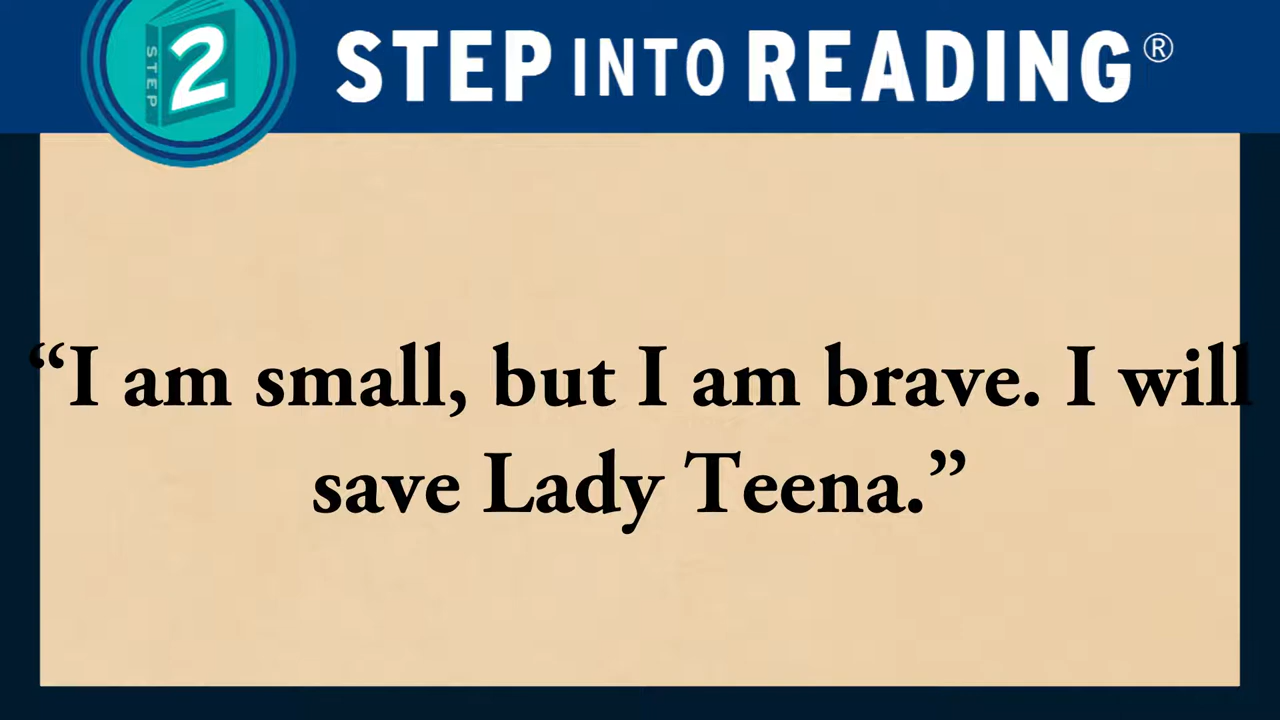 STEP 2
STEP INTO READING®
“I am small, but I am brave. I will
save Lady Teena.”